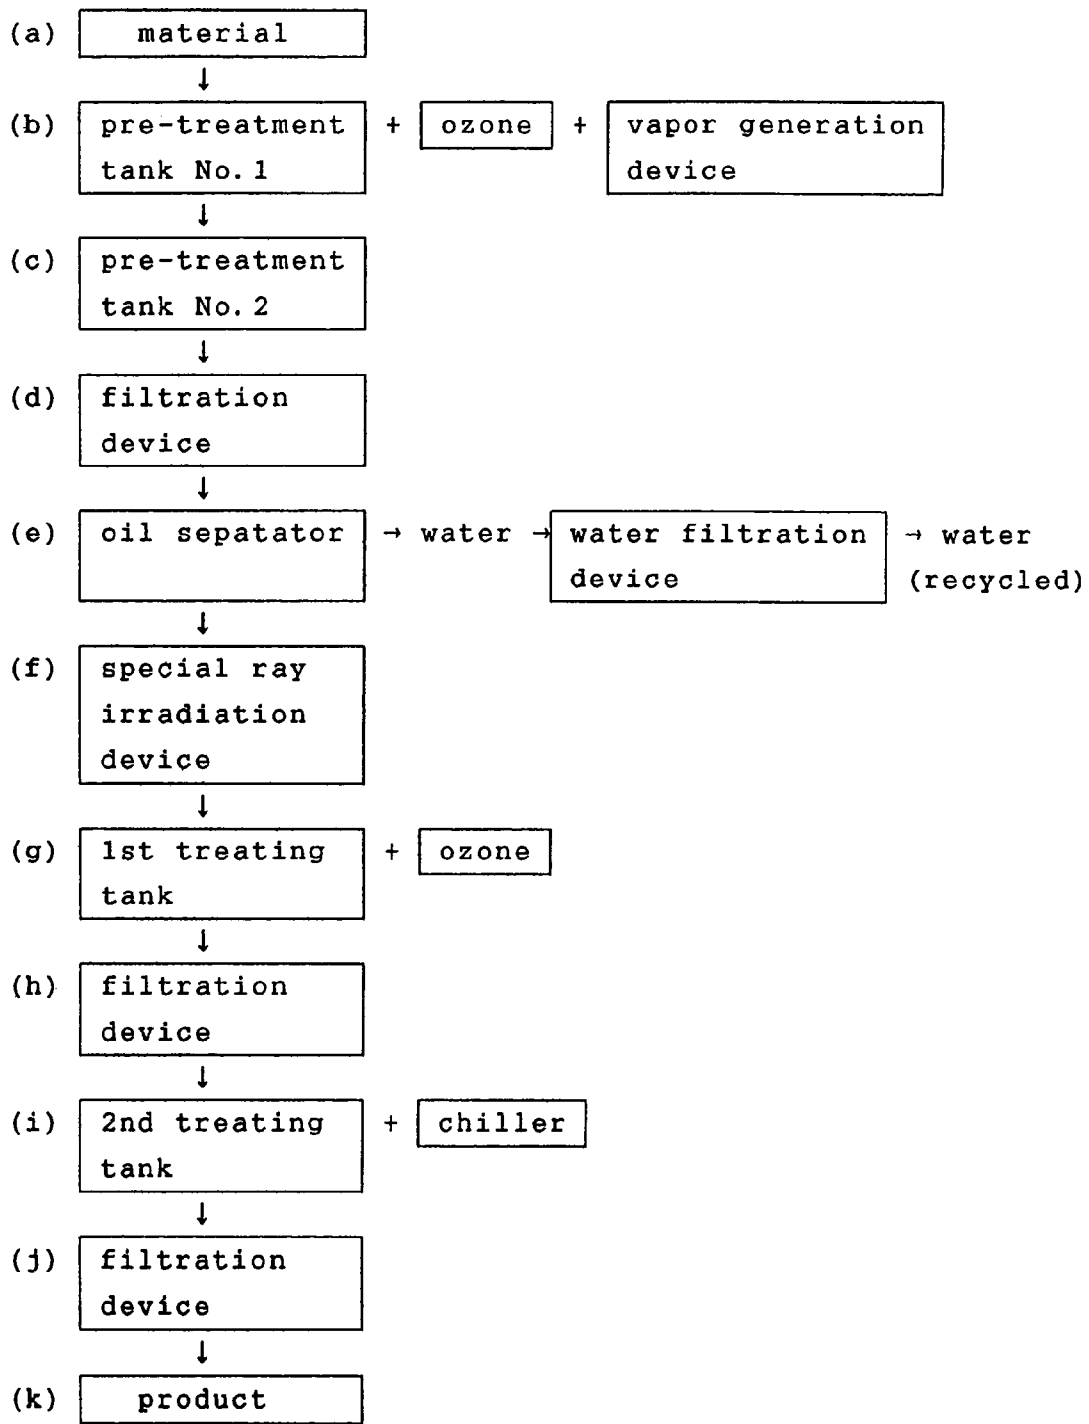 (a) material
↓
(b) pre-treatment + ozone + vapor generation
tank No.1 device
↓
(c) pre-treatment
tank No.2
↓
(d) filtration
device
↓
(e) oil sepatator → water → water filtration → water
device (recycled)
↓
(f) special ray
irradiation
device
↓
(g) 1st treating + ozone
tank
↓
(h) filtration
device
↓
(i) 2nd treating + chiller
tank
↓
(j) filtration
device
↓
(k) product